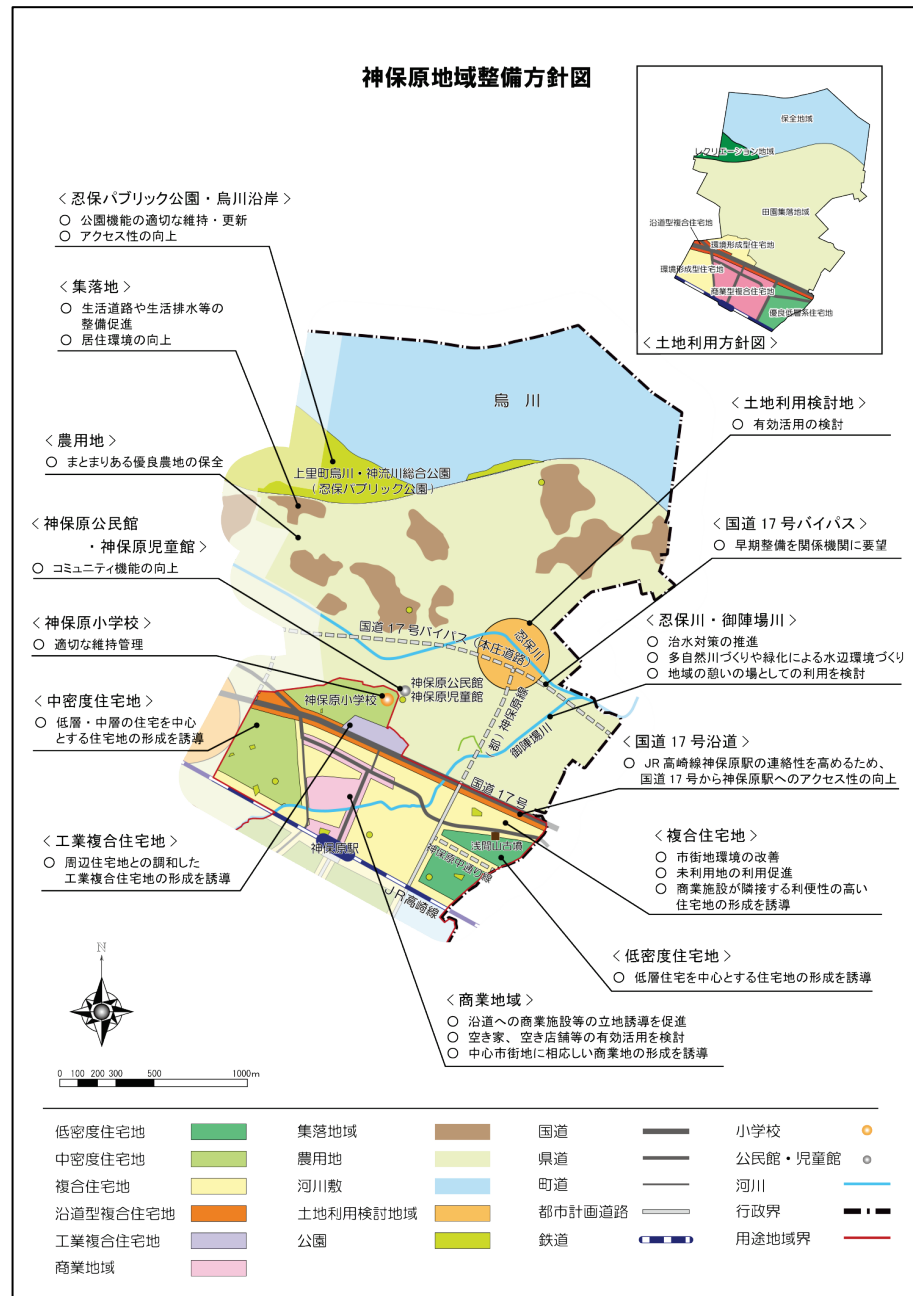 神保原地域整備方針図
保全地域
レクリエーション地域
田園集落地域
沿道型複合住宅地
環境形成型住宅地
環境形成型住宅地
商業型複合住宅地
優良低層系住宅地
＜土地利用方針図＞
＜忍保パブリック公園・烏川沿岸＞
○ 公園機能の適切な維持・更新
○ アクセス性の向上
＜集落地＞
○ 生活道路や生活排水等の
整備促進
○ 居住環境の向上
＜農用地＞
○ まとまりある優良農地の保全
＜神保原公民館
・神保原児童館＞
○ コミュニティ機能の向上
＜神保原小学校＞
○ 適切な維持管理
＜中密度住宅地＞
○ 低層・中層の住宅を中心
とする住宅地の形成を誘導
＜工業複合住宅地＞
○ 周辺住宅地との調和した
工業複合住宅地の形成を誘導
烏川
上里町烏川・神流川総合公園
（忍保パブリック公園）
国道17号バイパス（本庄道路）
忍保川
神保原公民館
神保原児童館
神保原小学校
都）神保原線
御陣場川
国道17号
神保原駅
浅間山古墳
神保原中通り線
JR高崎線
＜土地利用検討地＞
○ 有効活用の検討
＜国道17号バイパス＞
○ 早期整備を関係機関に要望
＜忍保川・御陣場川＞
○ 治水対策の推進
○ 多自然川づくりや緑化による水辺環境づくり
○ 地域の憩いの場としての利用を検討
＜国道17号沿道＞
○ JR高崎線神保原駅の連絡性を高めるため、
国道17号から神保原駅へのアクセス性の向上
＜複合住宅地＞
○ 市街地環境の改善
○ 未利用地の利用促進
○ 商業施設が隣接する利便性の高い
住宅地の形成を誘導
＜低密度住宅地＞
○ 低層住宅を中心とする住宅地の形成を誘導
＜商業地域＞
○ 沿道への商業施設等の立地誘導を促進
○ 空き家、空き店舗等の有効活用を検討
○ 中心市街地に相応しい商業地の形成を誘導
N
0 100 200 300 500 1000m
低密度住宅地
中密度住宅地
複合住宅地
沿道型複合住宅地
工業複合住宅地
商業地域
集落地域
農用地
河川敷
土地利用検討地域
公園
国道
県道
町道
都市計画道路
鉄道
小学校
公民館・児童館
河川
行政界
用途地域界